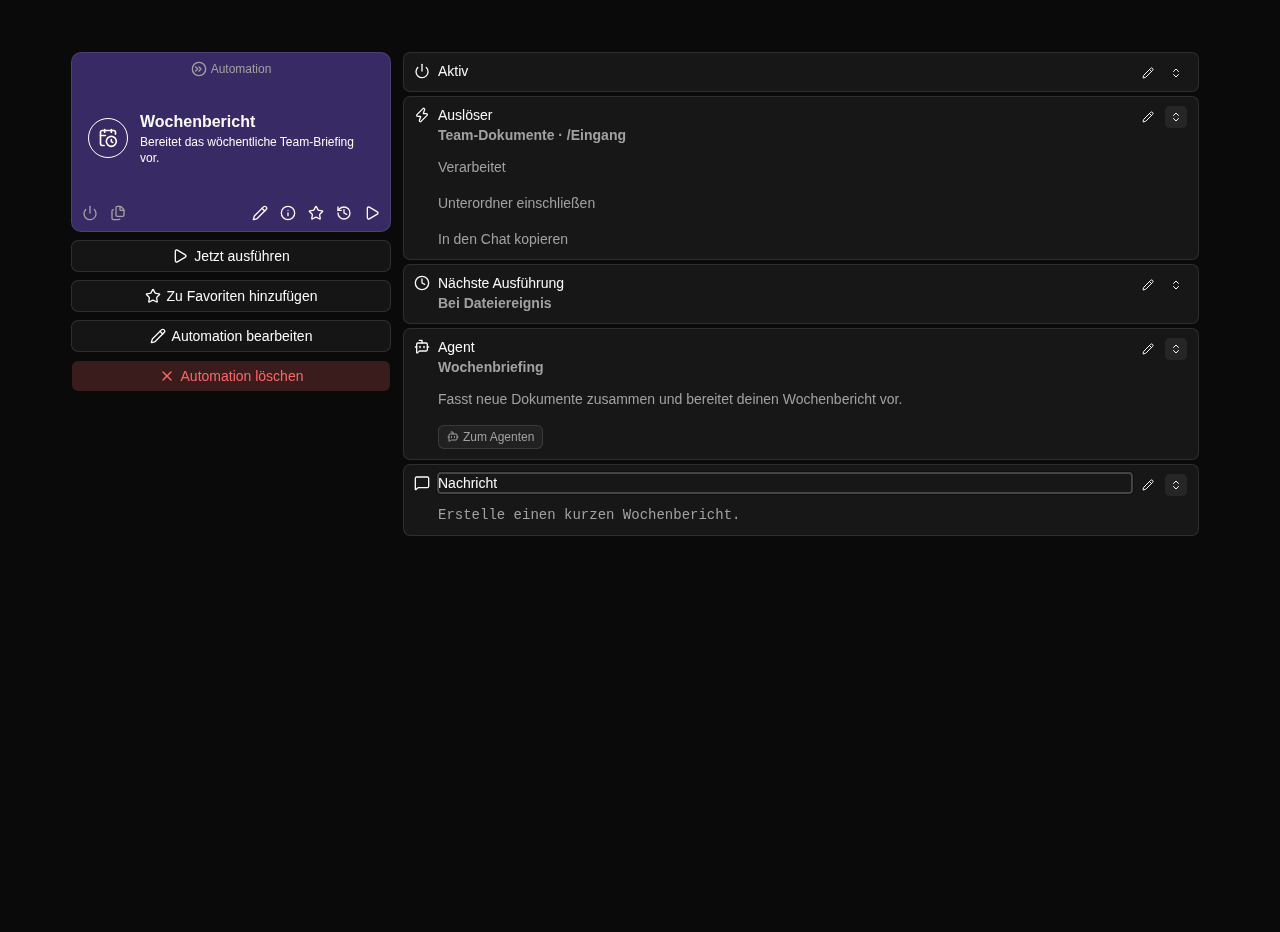 Automation
Wochenbericht
Bereitet das wöchentliche Team-Briefing
vor.
Jetzt ausführen
Zu Favoriten hinzufügen
Automation bearbeiten
Automation löschen
Aktiv
Auslöser
Team-Dokumente · /Eingang
Verarbeitet
Unterordner einschließen
In den Chat kopieren
Nächste Ausführung
Bei Dateiereignis
Agent
Wochenbriefing
Fasst neue Dokumente zusammen und bereitet deinen Wochenbericht vor.
Zum Agenten
Nachricht
Erstelle einen kurzen Wochenbericht.